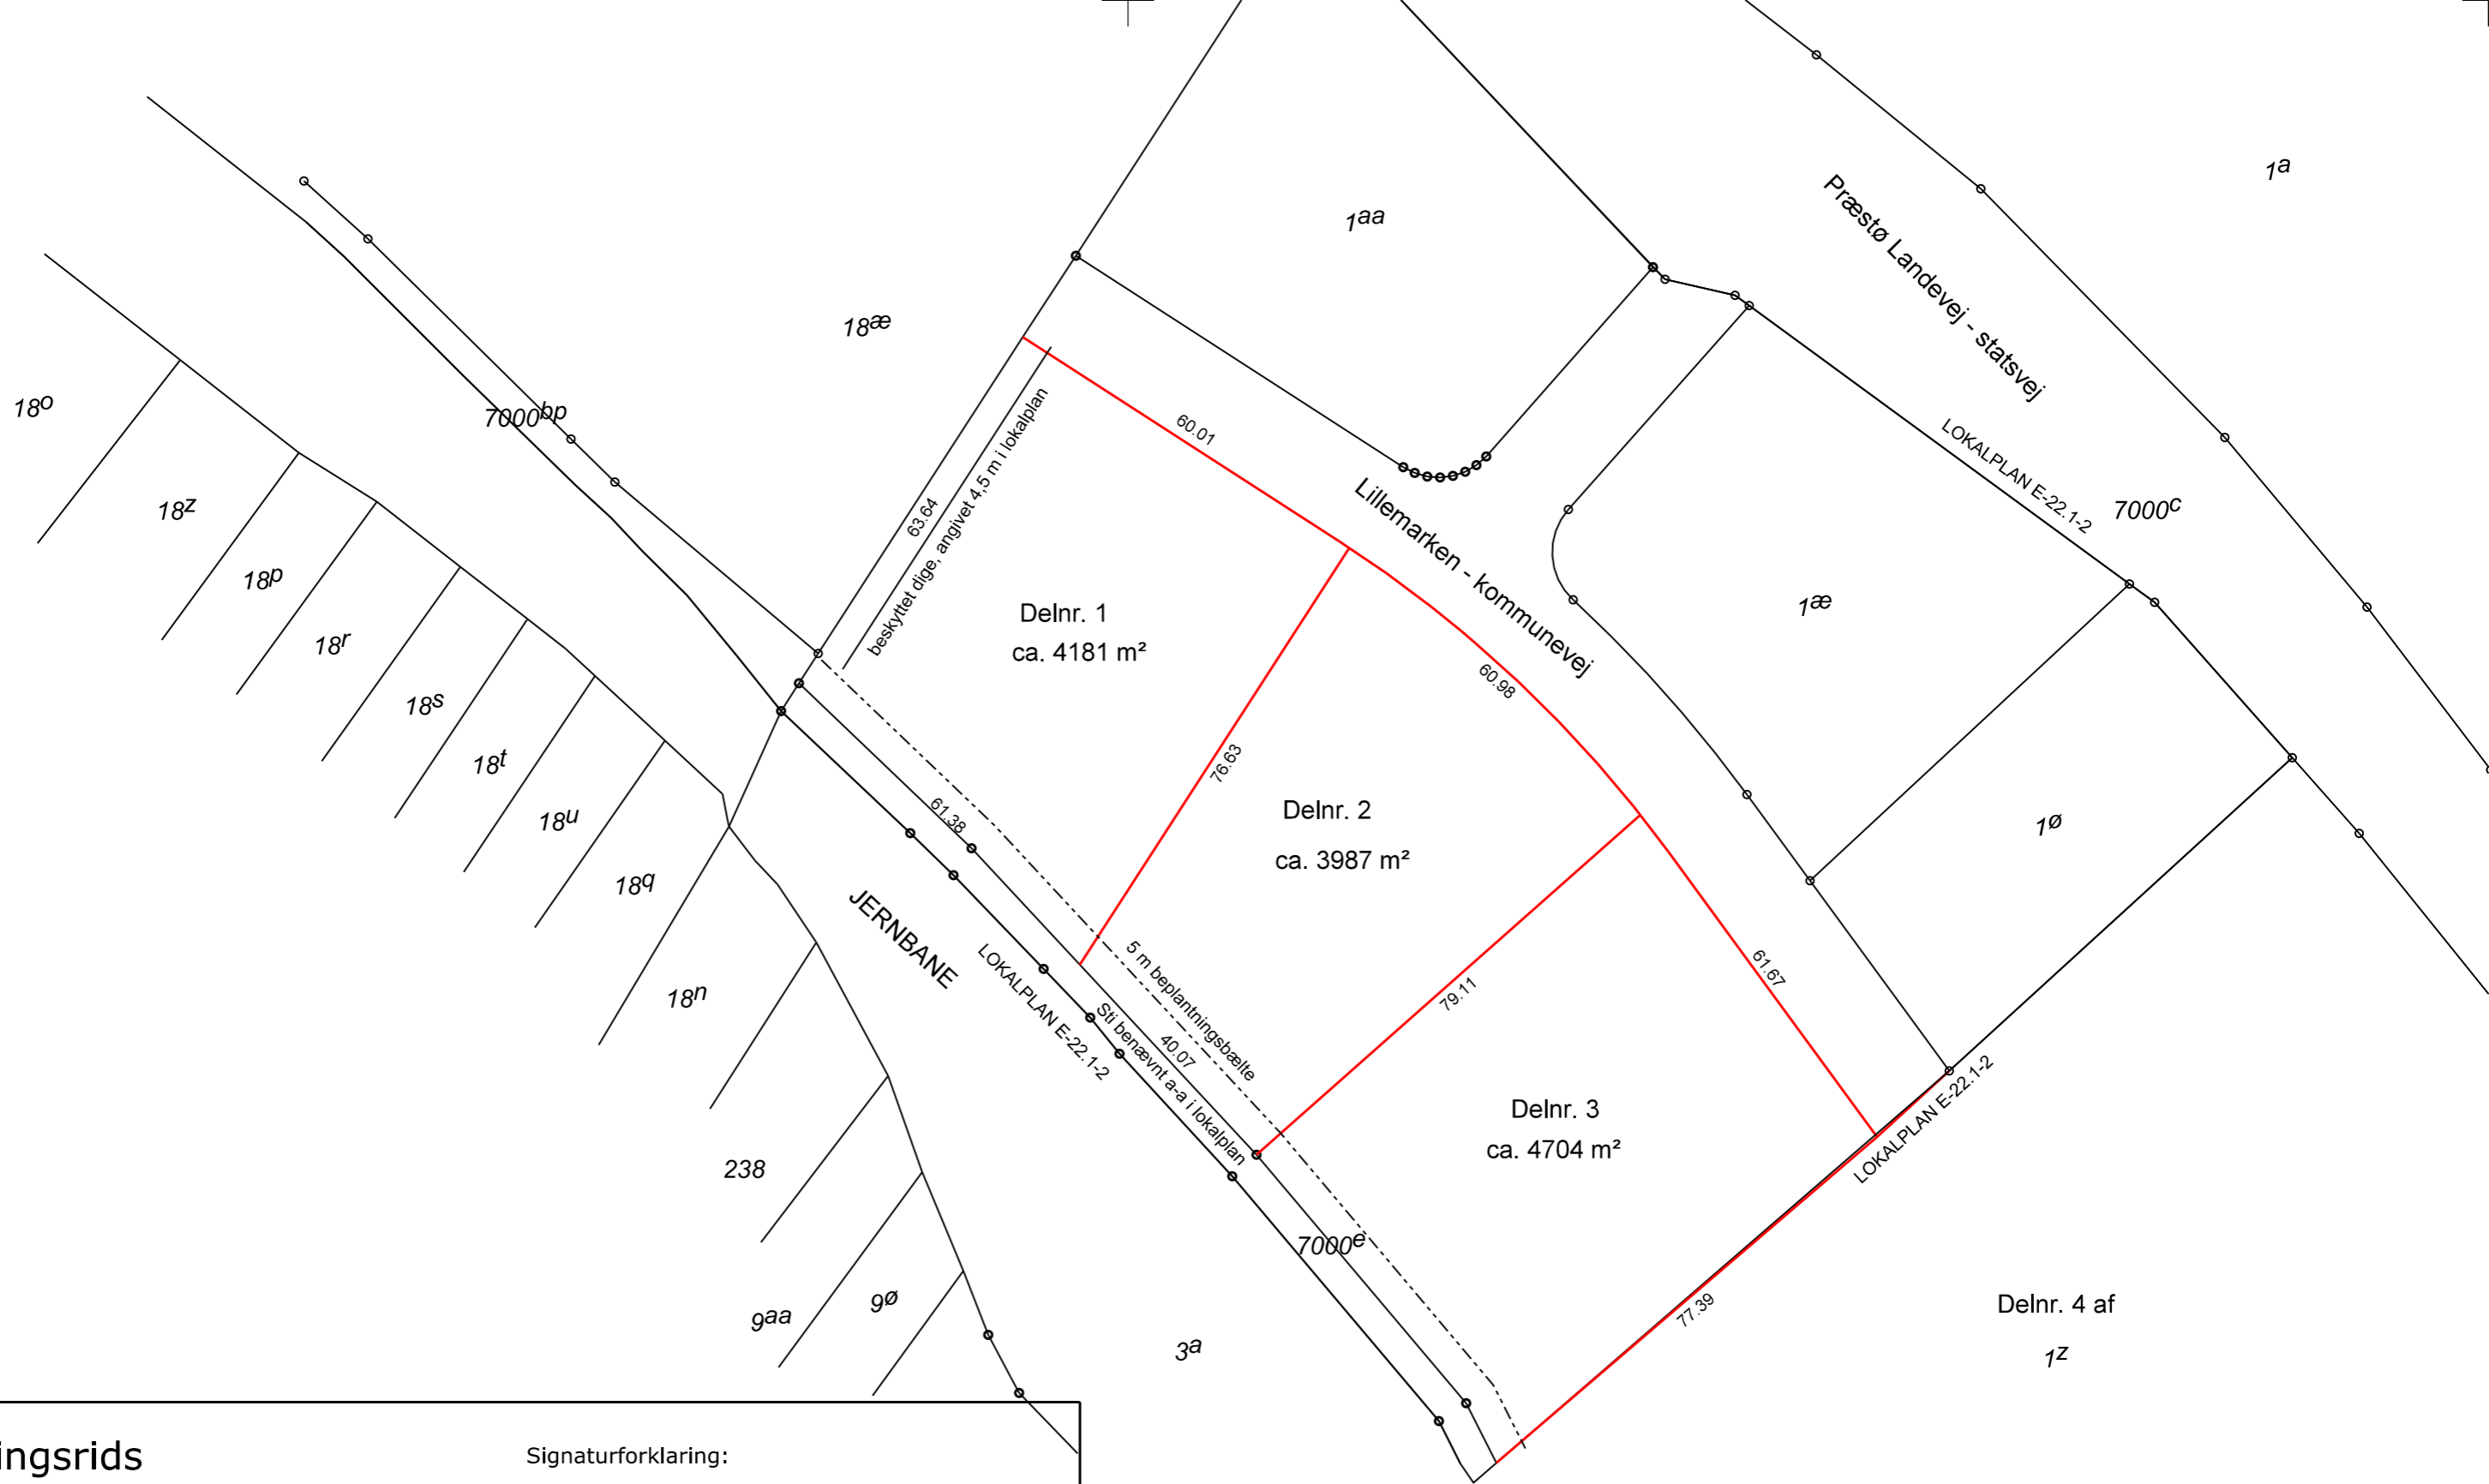 1a
1aa
Præstø Landevej - statsvej
18æ
18o
7000bp
60.01
beskyttet dige, angivet 4,5 m i lokalplan
63.64
LOKALPLAN E-22.1-2
7000c
18z
Lillemarken - kommunevej
18p
1æ
Delnr. 1
ca. 4181 m²
18r
60.98
18s
76.63
18t
Delnr. 2
ca. 3987 m²
61.38
18u
1ø
18q
JERNBANE
LOKALPLAN E-22.1-2
5 m beplantningsbælte
61.67
18n
79.11
Sti benævnt a-a i lokalplan
40.07
Delnr. 3
ca. 4704 m²
LOKALPLAN E-22.1-2
238
7000e
9ø
9aa
77.39
Delnr. 4 af
1z
3a
ingsrids
Signaturforklaring: